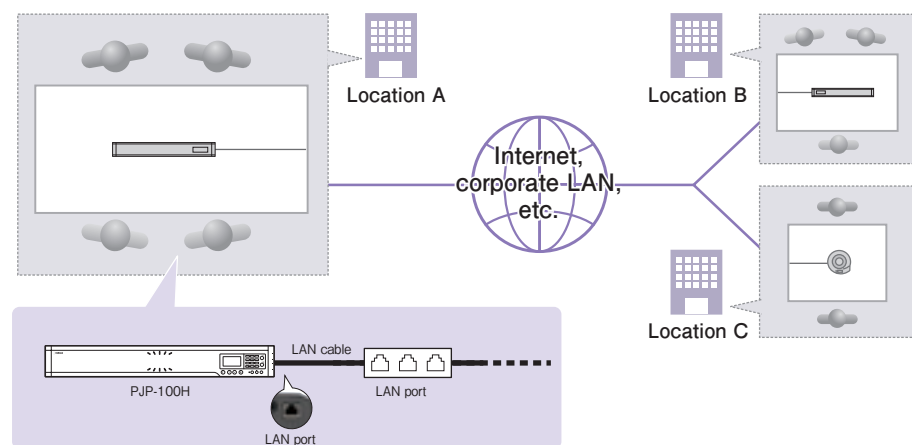 Location A
Location B
Internet,
corporate LAN,
etc.
Location C
LAN cable
PJP-100H
LAN port
LAN port